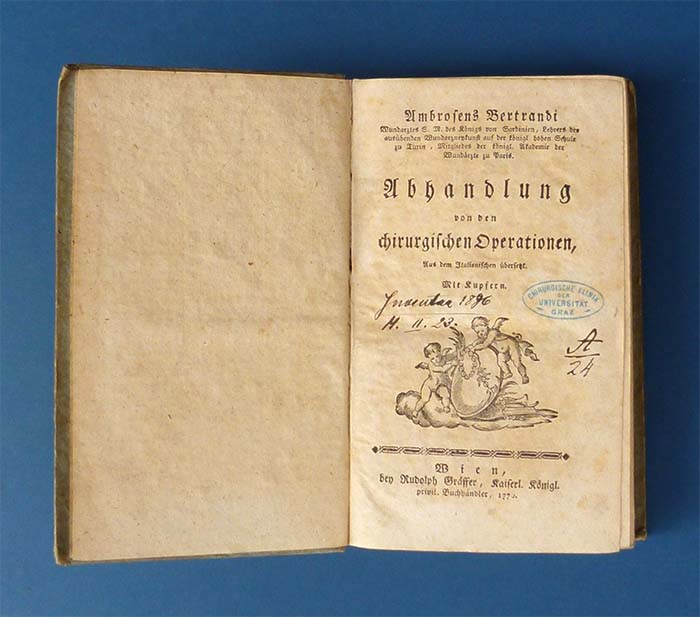 Ambrosens Bertrandi
Wundarztes S. M. des Königs von Sardinien, Lehrers der
ausübenden Wundarzneykunst auf der königl hohen Schule
zu Turin, Mitgliedes der königl. Akademie der
Wundärzte zu Paris.
Abhandlung
von den
chirurgischen Operationen,
Aus dem Italienischen übersetzt.
Mit Kupfern.
Inventar 1896
H. II. 23.
CHIRURGISCHE KLINIK
DER
UNIVERSITÄT
GRAZ
A
24
Wien,
bey Rudolph Gräffer, Kaiserl. Königl.
privil. Buchhändler,